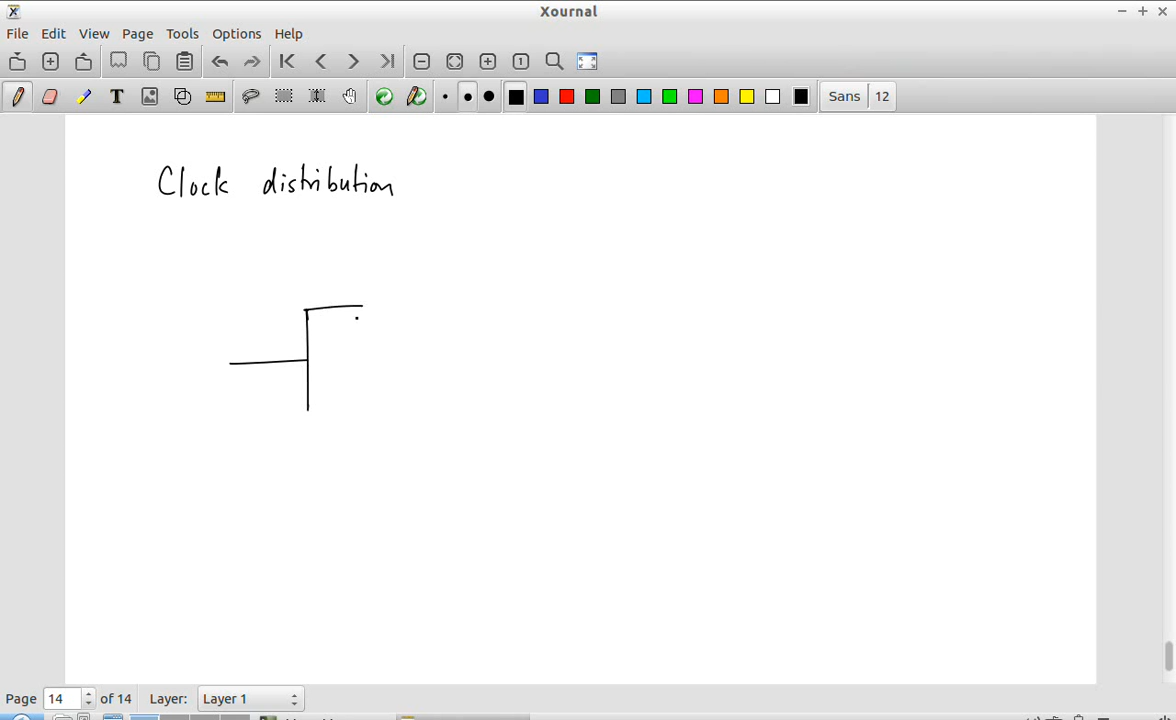 Xournal
File Edit View Page Tools Options Help
Sans 12
Clock distribution
Page 14 of 14 Layer: Layer 1